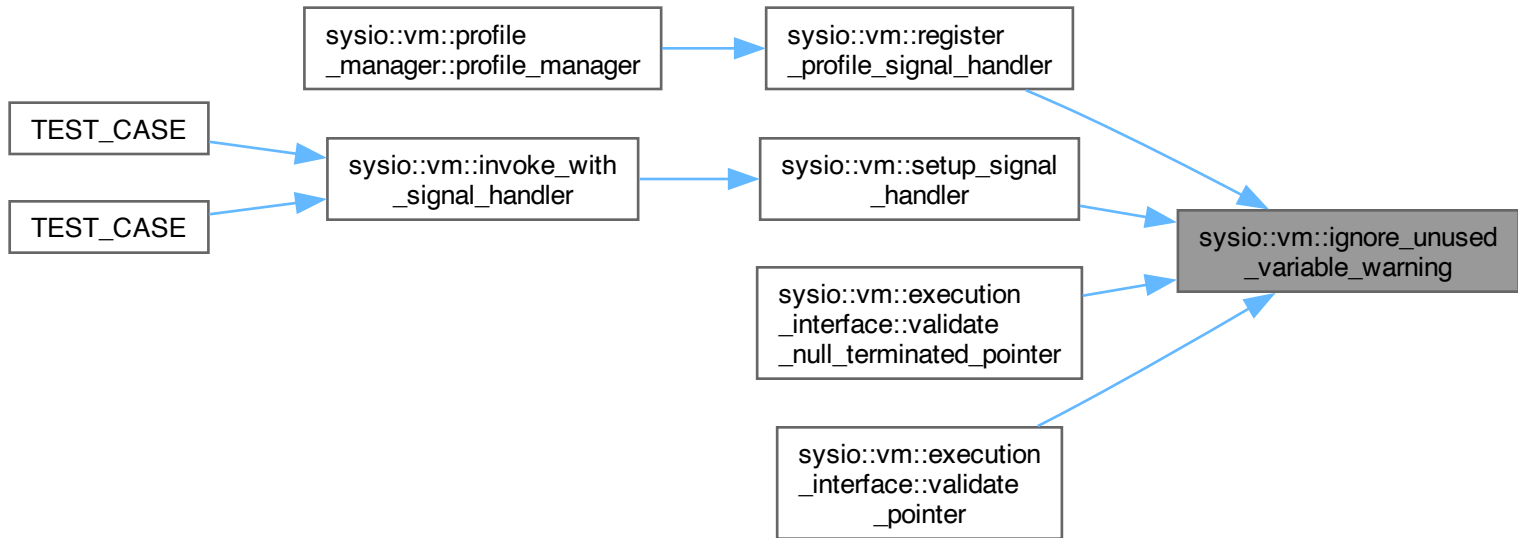 sysio::vm::profile
_manager::profile_manager
sysio::vm::register
_profile_signal_handler
TEST_CASE
TEST_CASE
sysio::vm::invoke_with
_signal_handler
sysio::vm::setup_signal
_handler
sysio::vm::ignore_unused
_variable_warning
sysio::vm::execution
_interface::validate
_null_terminated_pointer
sysio::vm::execution
_interface::validate
_pointer